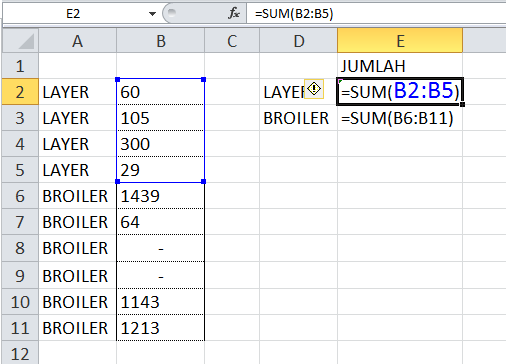 E2 fx =SUM(B2:B5)
A B C D E
1 JUMLAH
2 LAYER 60 LAYER =SUM(B2:B5)
3 LAYER 105 BROILER =SUM(B6:B11)
4 LAYER 300
5 LAYER 29
6 BROILER 1439
7 BROILER 64
8 BROILER -
9 BROILER -
10 BROILER 1143
11 BROILER 1213
12